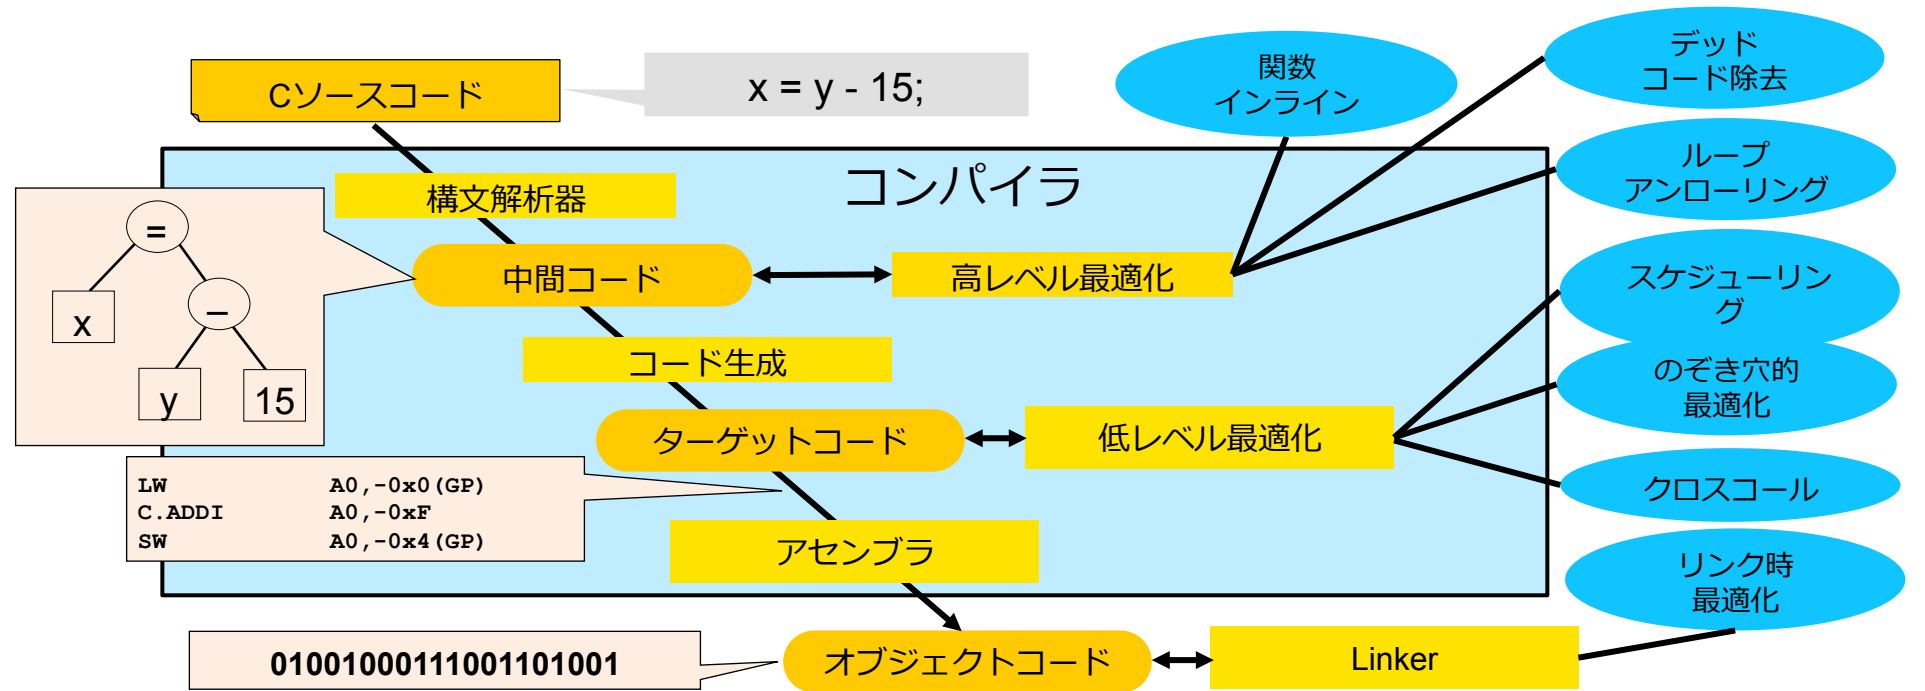 Cソースコード
x = y - 15;
関数
インライン
デッド
コード除去
コンパイラ
構文解析器
ループ
アンローリング
=
中間コード
高レベル最適化
スケジューリン
グ
x
–
コード生成
のぞき穴的
最適化
y
15
ターゲットコード
低レベル最適化
LW A0,-0x0(GP)
C.ADDI A0,-0xF
SW A0,-0x4(GP)
クロスコール
アセンブラ
リンク時
最適化
01001000111001101001
オブジェクトコード
Linker